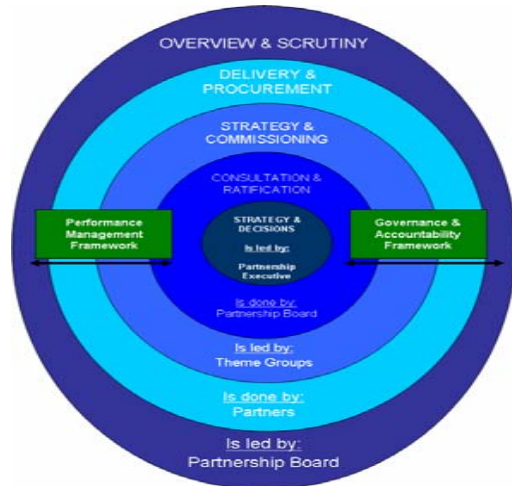 OVERVIEW & SCRUTINY
DELIVERY &
PROCUREMENT
STRATEGY &
COMMISSIONING
CONSULTATION &
RATIFICATION
STRATEGY &
DECISIONS
Is led by:
Partnership
Executive
Performance
Management
Framework
Governance &
Accountability
Framework
Is done by:
Partnership Board
Is led by:
Theme Groups
Is done by:
Partners
Is led by:
Partnership Board